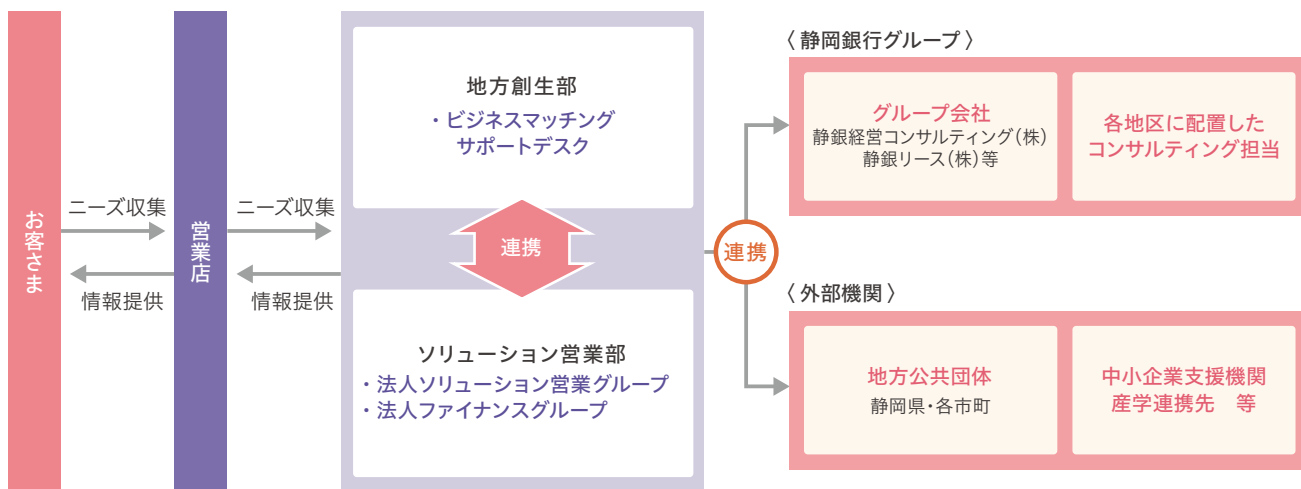 お客さま
ニーズ収集
情報提供
営業店
ニーズ収集
情報提供
地方創生部
・ビジネスマッチング
サポートデスク
連携
ソリューション営業部
・法人ソリューション営業グループ
・法人ファイナンスグループ
連携
〈 静岡銀行グループ 〉
グループ会社
静銀経営コンサルティング(株)
静銀リース(株)等
各地区に配置した
コンサルティング担当
〈 外部機関 〉
地方公共団体
静岡県・各市町
中小企業支援機関
産学連携先　等